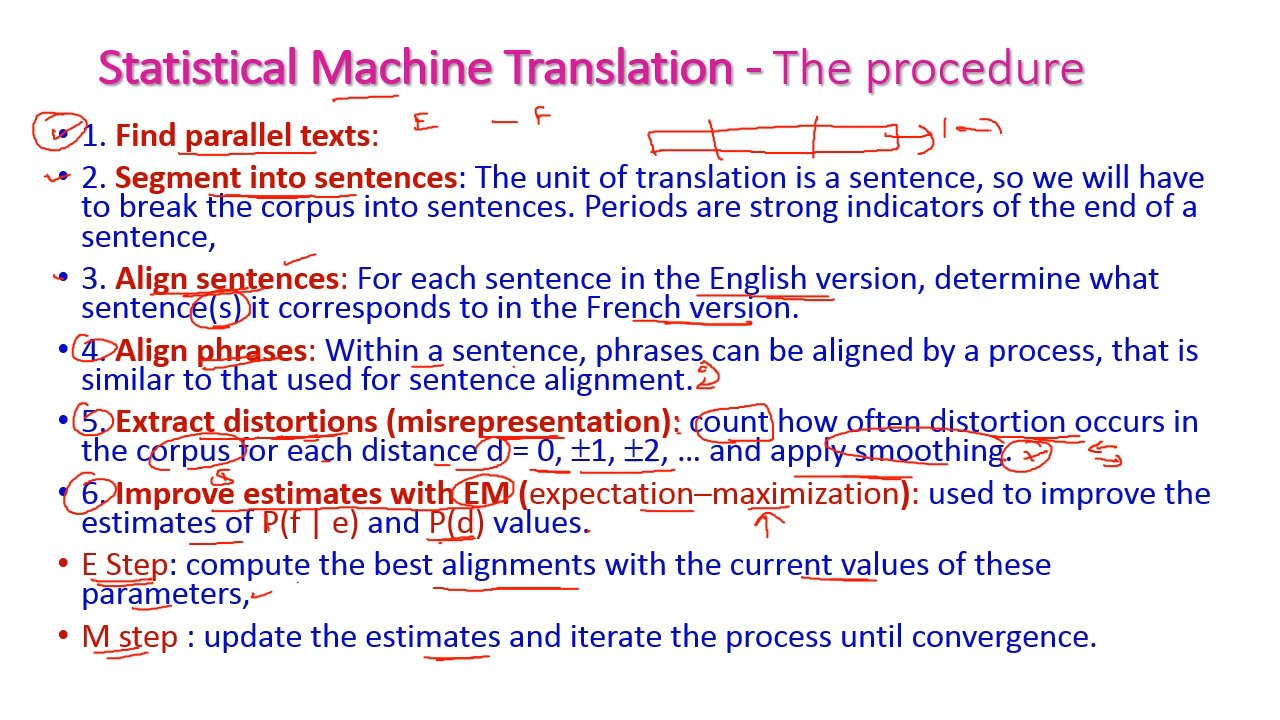 Statistical Machine Translation - The procedure
E — F
• 1. Find parallel texts:
• 2. Segment into sentences: The unit of translation is a sentence, so we will have
to break the corpus into sentences. Periods are strong indicators of the end of a
sentence,
• 3. Align sentences: For each sentence in the English version, determine what
sentence(s) it corresponds to in the French version.
• 4. Align phrases: Within a sentence, phrases can be aligned by a process, that is
similar to that used for sentence alignment.
• 5. Extract distortions (misrepresentation): count how often distortion occurs in
the corpus for each distance d = 0, ±1, ±2, … and apply smoothing.
• 6. Improve estimates with EM (expectation–maximization): used to improve the
estimates of P(f | e) and P(d) values.
• E Step: compute the best alignments with the current values of these
parameters,
• M step : update the estimates and iterate the process until convergence.